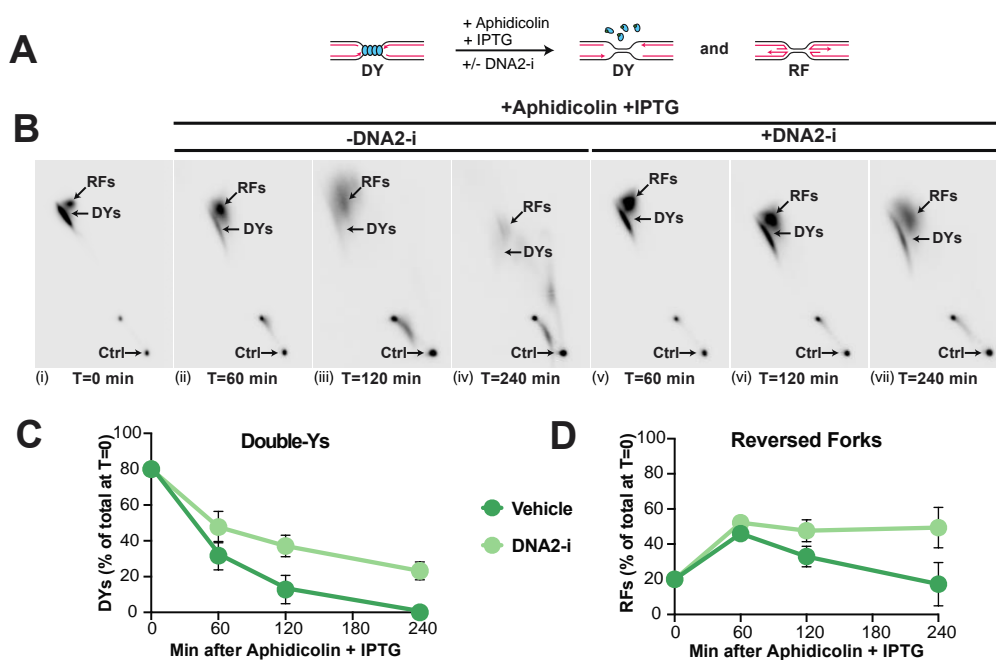 A
+ Aphidicolin
+ IPTG
+/- DNA2-i
DY
DY
and
RF
B
+Aphidicolin +IPTG
-DNA2-i
+DNA2-i
RFs
DYs
Ctrl
(i) T=0 min
RFs
DYs
Ctrl
(ii) T=60 min
RFs
DYs
Ctrl
(iii) T=120 min
RFs
DYs
Ctrl
(iv) T=240 min
RFs
DYs
Ctrl
(v) T=60 min
RFs
DYs
Ctrl
(vi) T=120 min
RFs
DYs
Ctrl
(vii) T=240 min
C
Double-Ys
DYs (% of total at T=0)
100
80
60
40
20
0
0 60 120 180 240
Min after Aphidicolin + IPTG
Vehicle
DNA2-i
D
Reversed Forks
RFs (% of total at T=0)
100
80
60
40
20
0
0 60 120 180 240
Min after Aphidicolin + IPTG